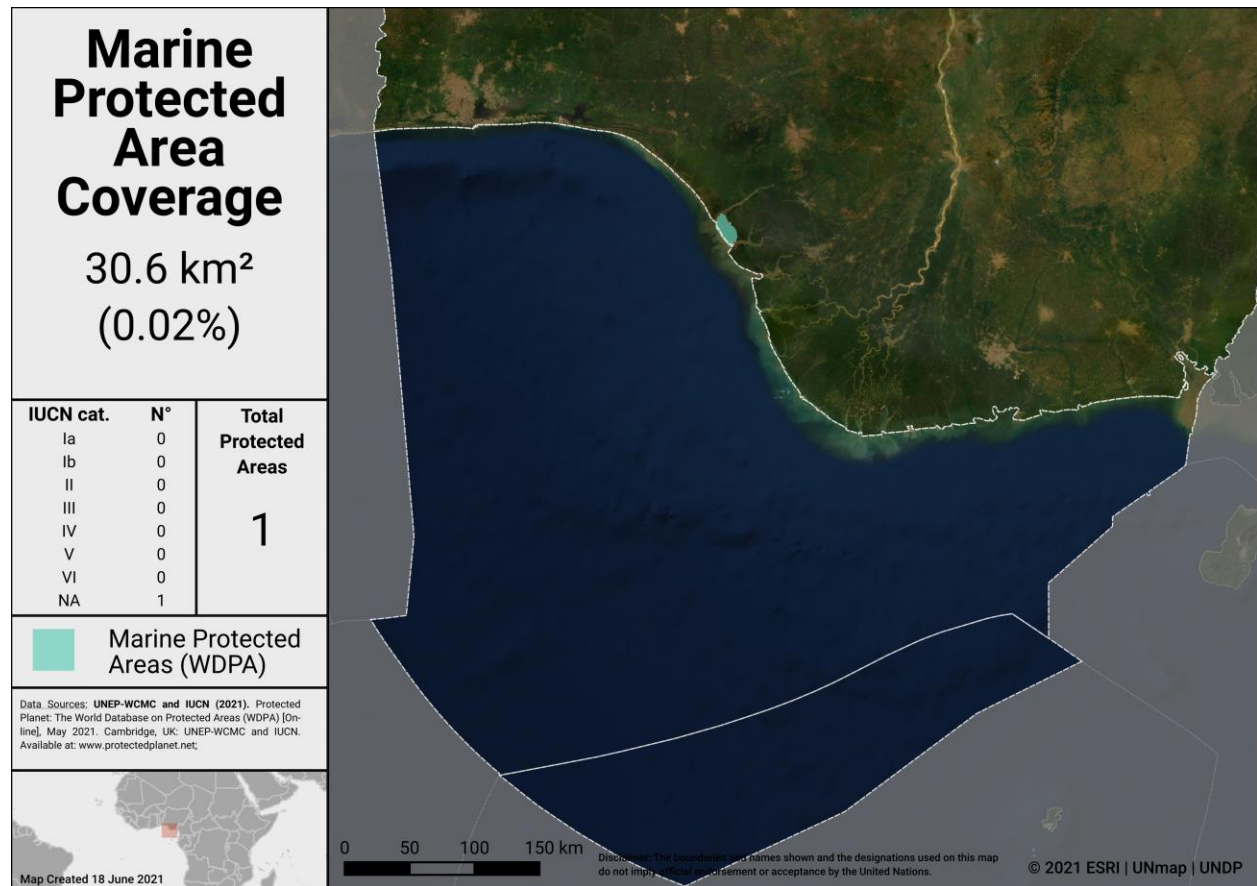 Marine
Protected
Area
Coverage
30.6 km²
(0.02%)
IUCN cat. N°
Ia 0
Ib 0
II 0
III 0
IV 0
V 0
VI 0
NA 1
Total
Protected
Areas
1
Marine Protected
Areas (WDPA)
Data Sources: UNEP-WCMC and IUCN (2021). Protected
Planet: The World Database on Protected Areas (WDPA) [On-
line], May 2021. Cambridge, UK: UNEP-WCMC and IUCN.
Available at: www.protectedplanet.net;
Map Created 18 June 2021
0 50 100 150 km
Disclaimer: The boundaries and names shown and the designations used on this map
do not imply official endorsement or acceptance by the United Nations.
© 2021 ESRI | UNmap | UNDP